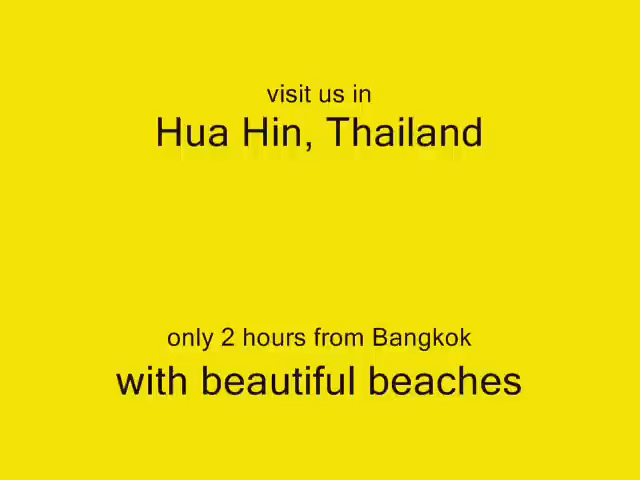 visit us in
Hua Hin, Thailand
only 2 hours from Bangkok
with beautiful beaches